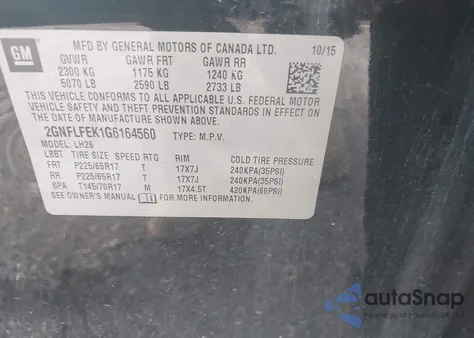 GM
MFD BY GENERAL MOTORS OF CANADA LTD. 10/15
GVWR GAWR FRT GAWR RR
2300 KG 1175 KG 1240 KG
5070 LB 2590 LB 2733 LB
THIS VEHICLE CONFORMS TO ALL APPLICABLE U.S. FEDERAL MOTOR
VEHICLE SAFETY AND THEFT PREVENTION STANDARDS IN EFFECT ON
THE DATE OF MANUFACTURE SHOWN ABOVE.
2GNFLFEK1G6164560 TYPE: M.P.V.
MODEL: LH26
LBBT TIRE SIZE SPEED RTG RIM COLD TIRE PRESSURE
FRT P225/65R17 T 17X7J 240KPA(35PSI)
RR P225/65R17 T 17X7J 240KPA(35PSI)
SPA T145/70R17 M 17X4.5T 420KPA(60PSI)
SEE OWNER'S MANUAL FOR MORE INFORMATION.
autoSnap